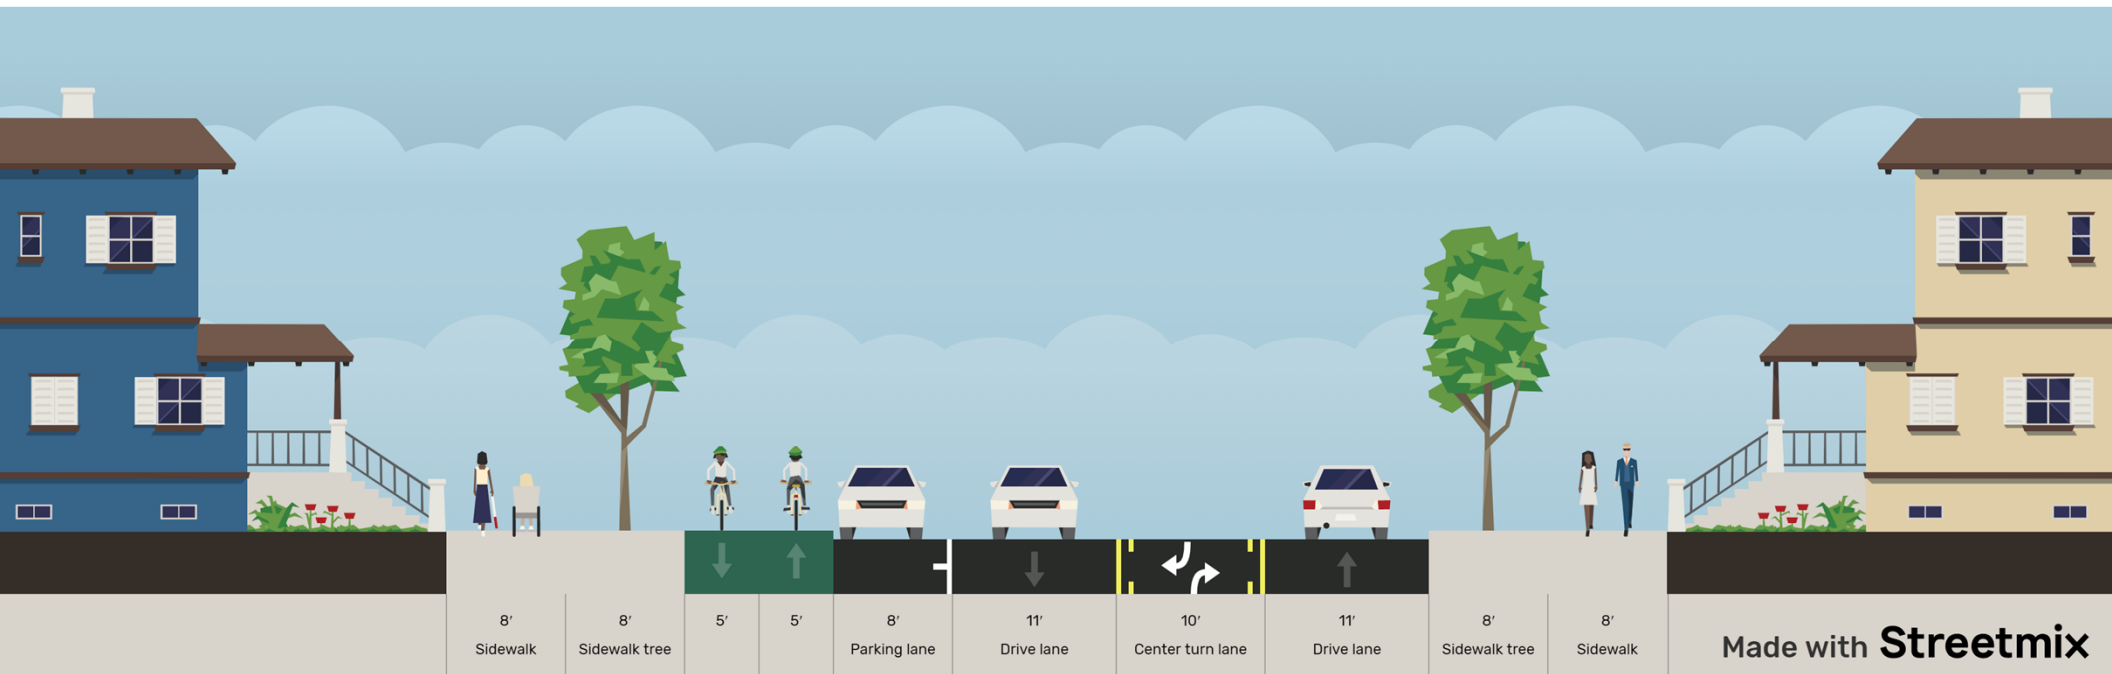 8′
Sidewalk
8′
Sidewalk tree
5′
5′
8′
Parking lane
11′
Drive lane
10′
Center turn lane
11′
Drive lane
8′
Sidewalk tree
8′
Sidewalk
Made with Streetmix